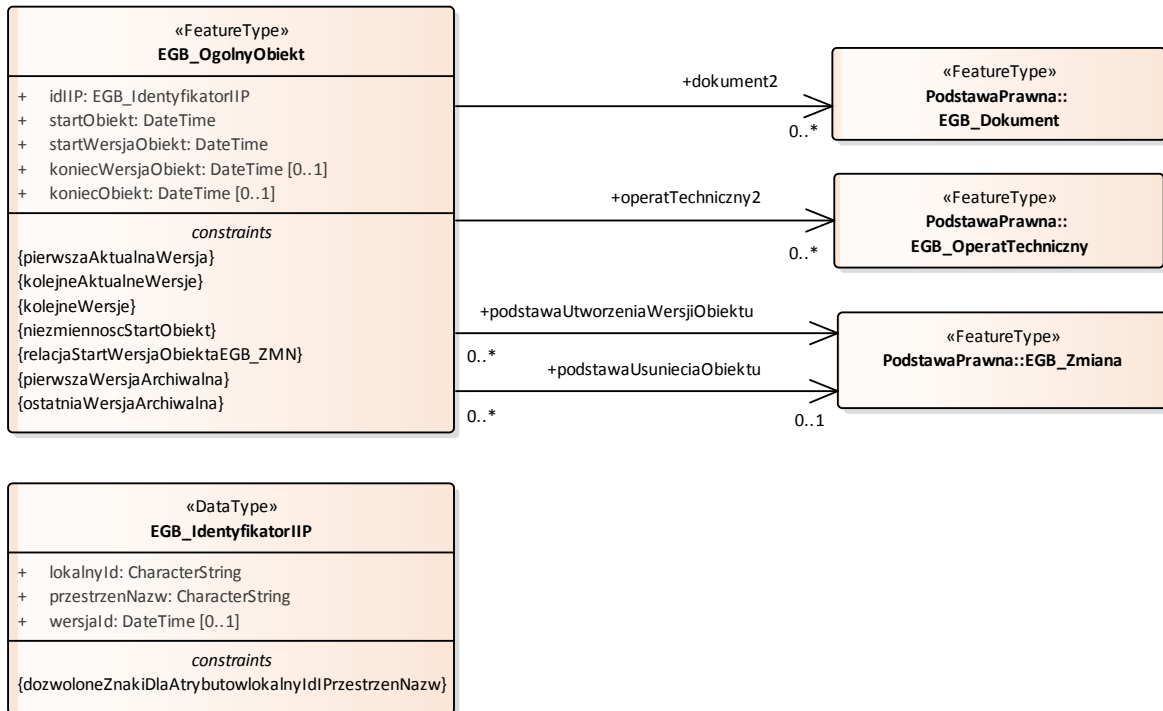 «FeatureType»
EGB_OgolnyObiekt
+ idIIP: EGB_IdentyfikatorIIP
+ startObiekt: DateTime
+ startWersjaObiekt: DateTime
+ koniecWersjaObiekt: DateTime [0..1]
+ koniecObiekt: DateTime [0..1]
constraints
{pierwszaAktualnaWersja}
{kolejneAktualneWersje}
{kolejneWersje}
{niezmiennoscStartObiekt}
{relacjaStartWersjaObiektaEGB_ZMN}
{pierwszaWersjaArchiwalna}
{ostatniaWersjaArchiwalna}
+dokument2
0..*
«FeatureType»
PodstawaPrawna::
EGB_Dokument
+operatTechniczny2
0..*
«FeatureType»
PodstawaPrawna::
EGB_OperatTechniczny
+podstawaUtworzeniaWersjiObiektu
0..*
+podstawaUsunieciaObiektu
0..*
0..1
«FeatureType»
PodstawaPrawna::EGB_Zmiana
«DataType»
EGB_IdentyfikatorIIP
+ lokalnyId: CharacterString
+ przestrzenNazw: CharacterString
+ wersjaId: DateTime [0..1]
constraints
{dozwoloneZnakiDlaAtrybutowlokalnyIdIPrzestrzenNazw}